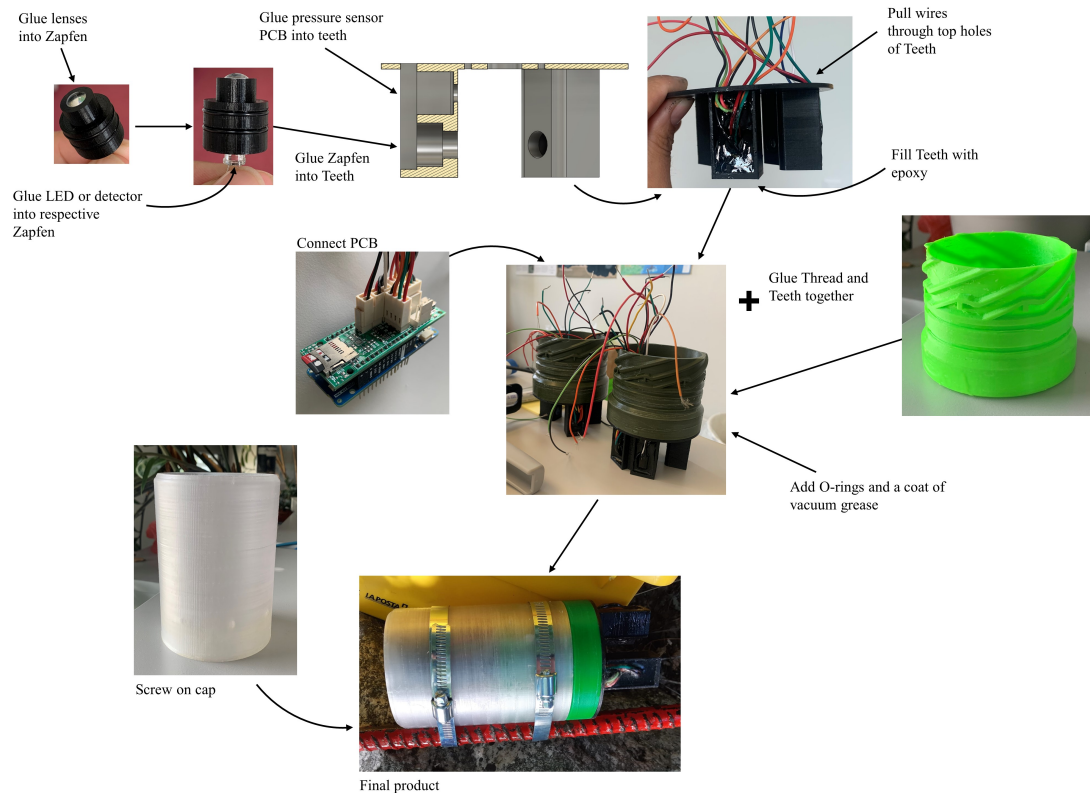 Glue lenses
into Zapfen
Glue pressure sensor
PCB into teeth
Pull wires
through top holes
of Teeth
Glue Zapfen
into Teeth
Fill Teeth with
epoxy
Glue LED or detector
into respective
Zapfen
Connect PCB
Glue Thread and
Teeth together
Add O-rings and a coat of
vacuum grease
LA POSTA
Screw on cap
Final product